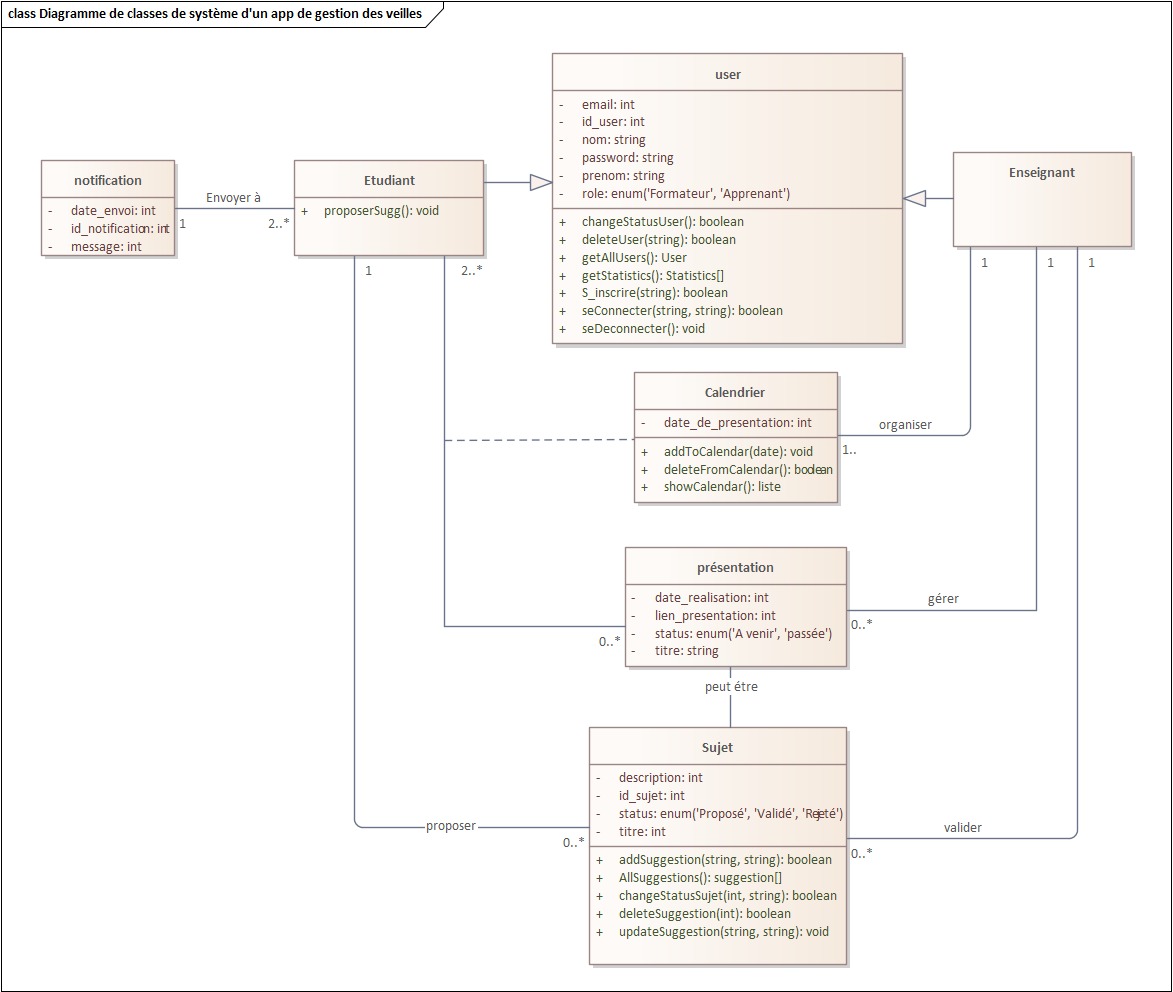 class Diagramme de classes de système d'un app de gestion des veilles
user
- email: int
- id_user: int
- nom: string
- password: string
- prenom: string
- role: enum('Formateur', 'Apprenant')
+ changeStatusUser(): boolean
+ deleteUser(string): boolean
+ getAllUsers(): User
+ getStatistics(): Statistics[]
+ S_inscrire(string): boolean
+ seConnecter(string, string): boolean
+ seDeconnecter(): void
notification
- date_envoi: int
- id_notification: int
- message: int
Envoyer à
1
2..*
Etudiant
+ proposerSugg(): void
1
2..*
Enseignant
1
1
1
Calendrier
- date_de_presentation: int
+ addToCalendar(date): void
+ deleteFromCalendar(): boolean
+ showCalendar(): liste
organiser
1..
présentation
- date_realisation: int
- lien_presentation: int
- status: enum('A venir', 'passée')
- titre: string
gérer
0..*
0..*
peut étre
Sujet
- description: int
- id_sujet: int
- status: enum('Proposé', 'Validé', 'Rejeté')
- titre: int
+ addSuggestion(string, string): boolean
+ AllSuggestions(): suggestion[]
+ changeStatusSujet(int, string): boolean
+ deleteSuggestion(int): boolean
+ updateSuggestion(string, string): void
proposer
0..*
valider
0..*